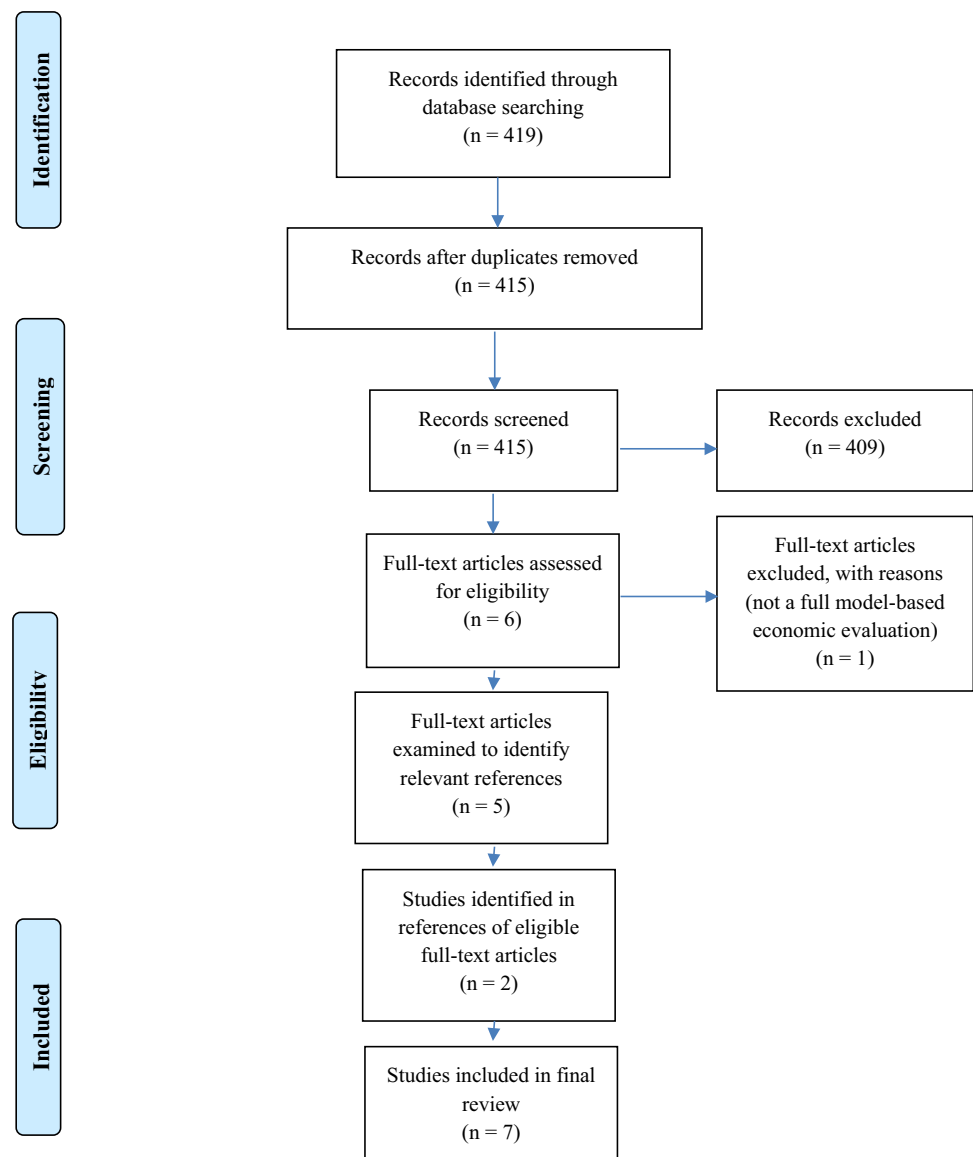 Identification
Records identified through
database searching
(n = 419)
Records after duplicates removed
(n = 415)
Screening
Records screened
(n = 415)
Records excluded
(n = 409)
Full-text articles assessed
for eligibility
(n = 6)
Full-text articles
excluded, with reasons
(not a full model-based
economic evaluation)
(n = 1)
Eligibility
Full-text articles
examined to identify
relevant references
(n = 5)
Studies identified in
references of eligible
full-text articles
(n = 2)
Included
Studies included in final
review
(n = 7)